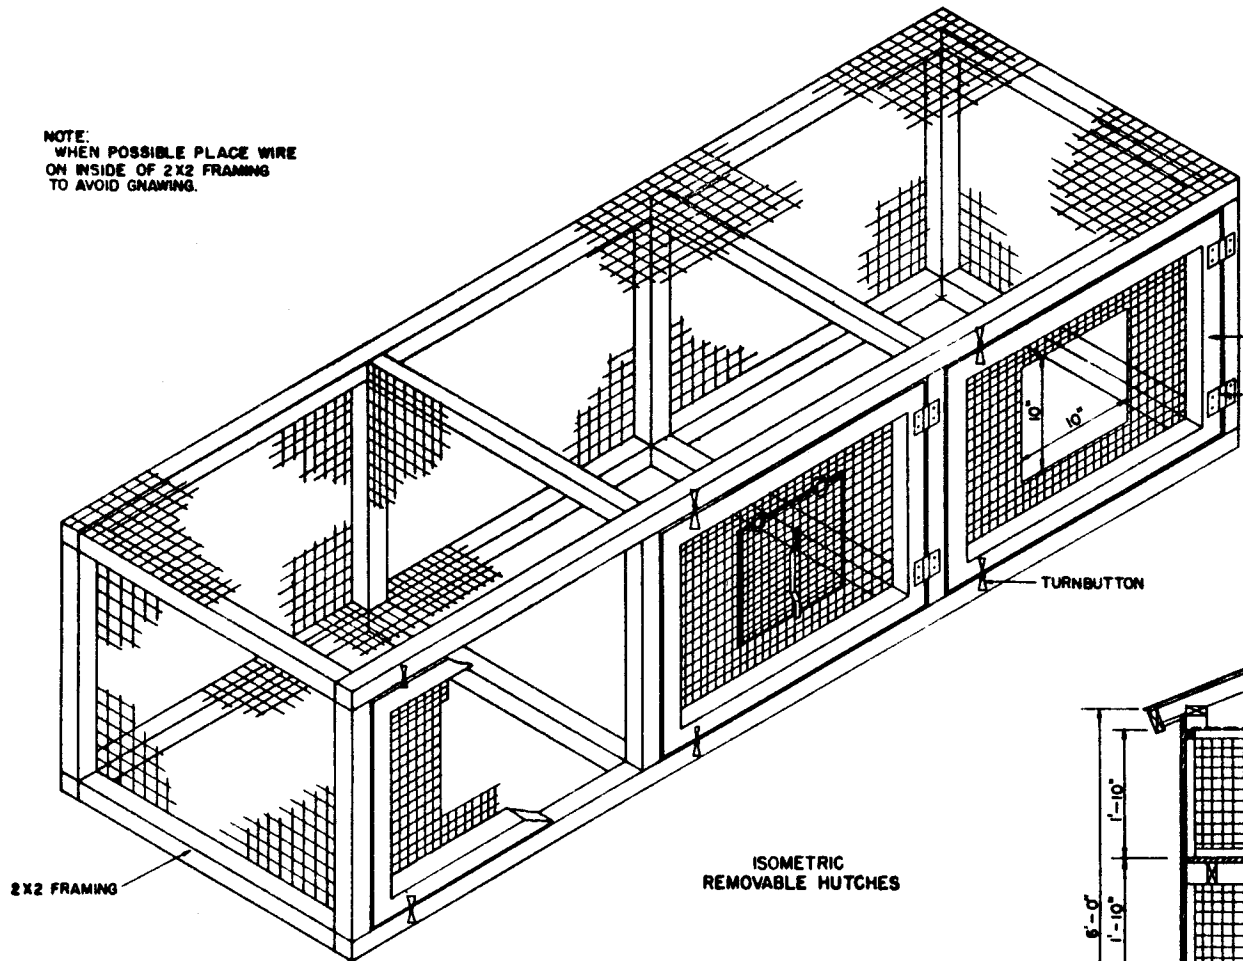 NOTE:
WHEN POSSIBLE PLACE WIRE
ON INSIDE OF 2X2 FRAMING
TO AVOID GNAWING.
10"
10"
TURNBUTTON
1'-10"
ISOMETRIC
REMOVABLE HUTCHES
2X2 FRAMING
6'-0"
1'-10"